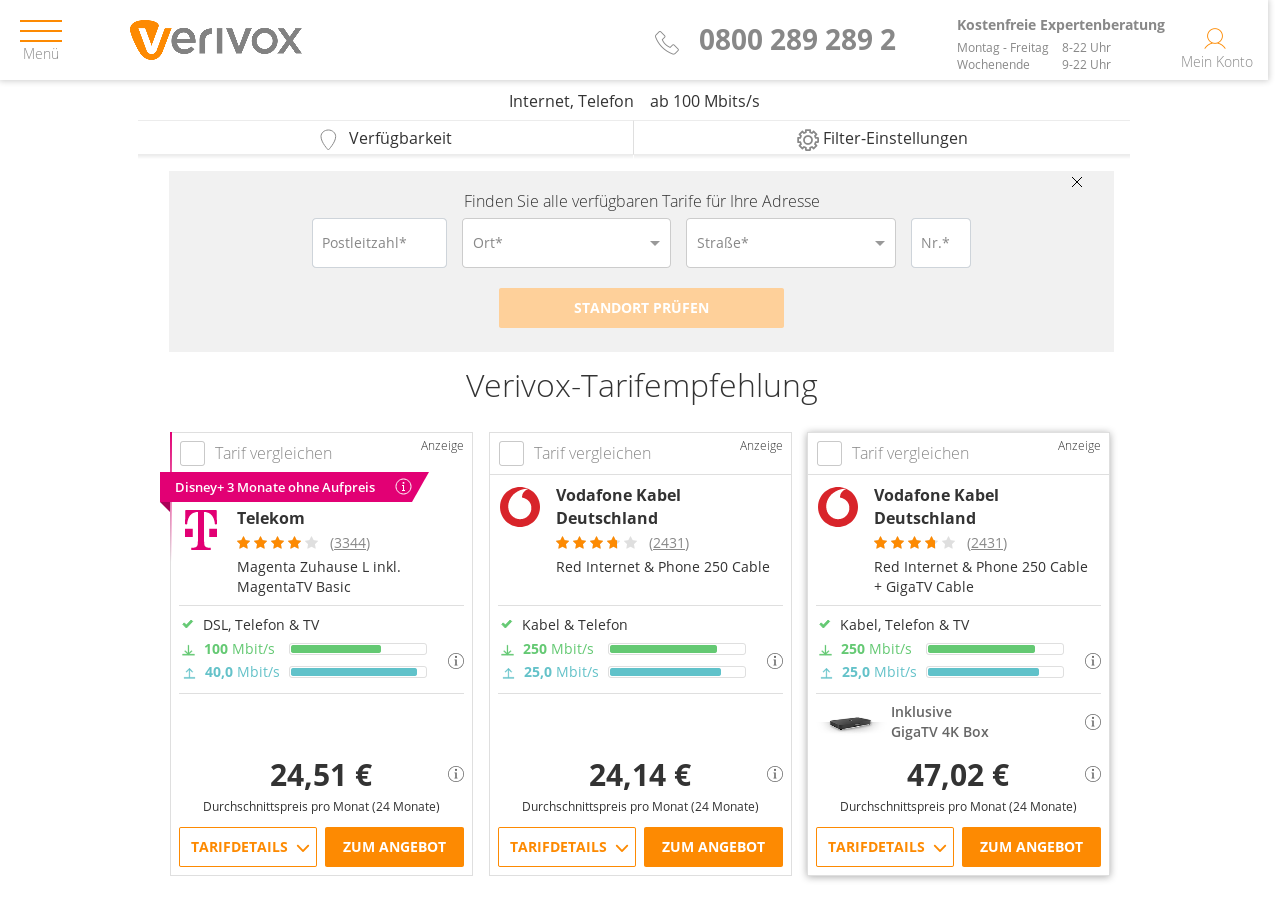 Menü
Verivox
0800 289 289 2
Kostenfreie Expertenberatung
Montag - Freitag 8-22 Uhr
Wochenende 9-22 Uhr
Mein Konto
Internet, Telefon ab 100 Mbits/s
Verfügbarkeit
Filter-Einstellungen
Finden Sie alle verfügbaren Tarife für Ihre Adresse
Postleitzahl* Ort* Straße* Nr.*
STANDORT PRÜFEN
Verivox-Tarifempfehlung
Tarif vergleichen Anzeige
Disney+ 3 Monate ohne Aufpreis
Telekom
(3344)
Magenta Zuhause L inkl.
MagentaTV Basic
DSL, Telefon & TV
100 Mbit/s
40,0 Mbit/s
24,51 €
Durchschnittspreis pro Monat (24 Monate)
TARIFDETAILS ZUM ANGEBOT
Tarif vergleichen Anzeige
Vodafone Kabel
Deutschland
(2431)
Red Internet & Phone 250 Cable
Kabel & Telefon
250 Mbit/s
25,0 Mbit/s
24,14 €
Durchschnittspreis pro Monat (24 Monate)
TARIFDETAILS ZUM ANGEBOT
Tarif vergleichen Anzeige
Vodafone Kabel
Deutschland
(2431)
Red Internet & Phone 250 Cable
+ GigaTV Cable
Kabel, Telefon & TV
250 Mbit/s
25,0 Mbit/s
Inklusive
GigaTV 4K Box
47,02 €
Durchschnittspreis pro Monat (24 Monate)
TARIFDETAILS ZUM ANGEBOT